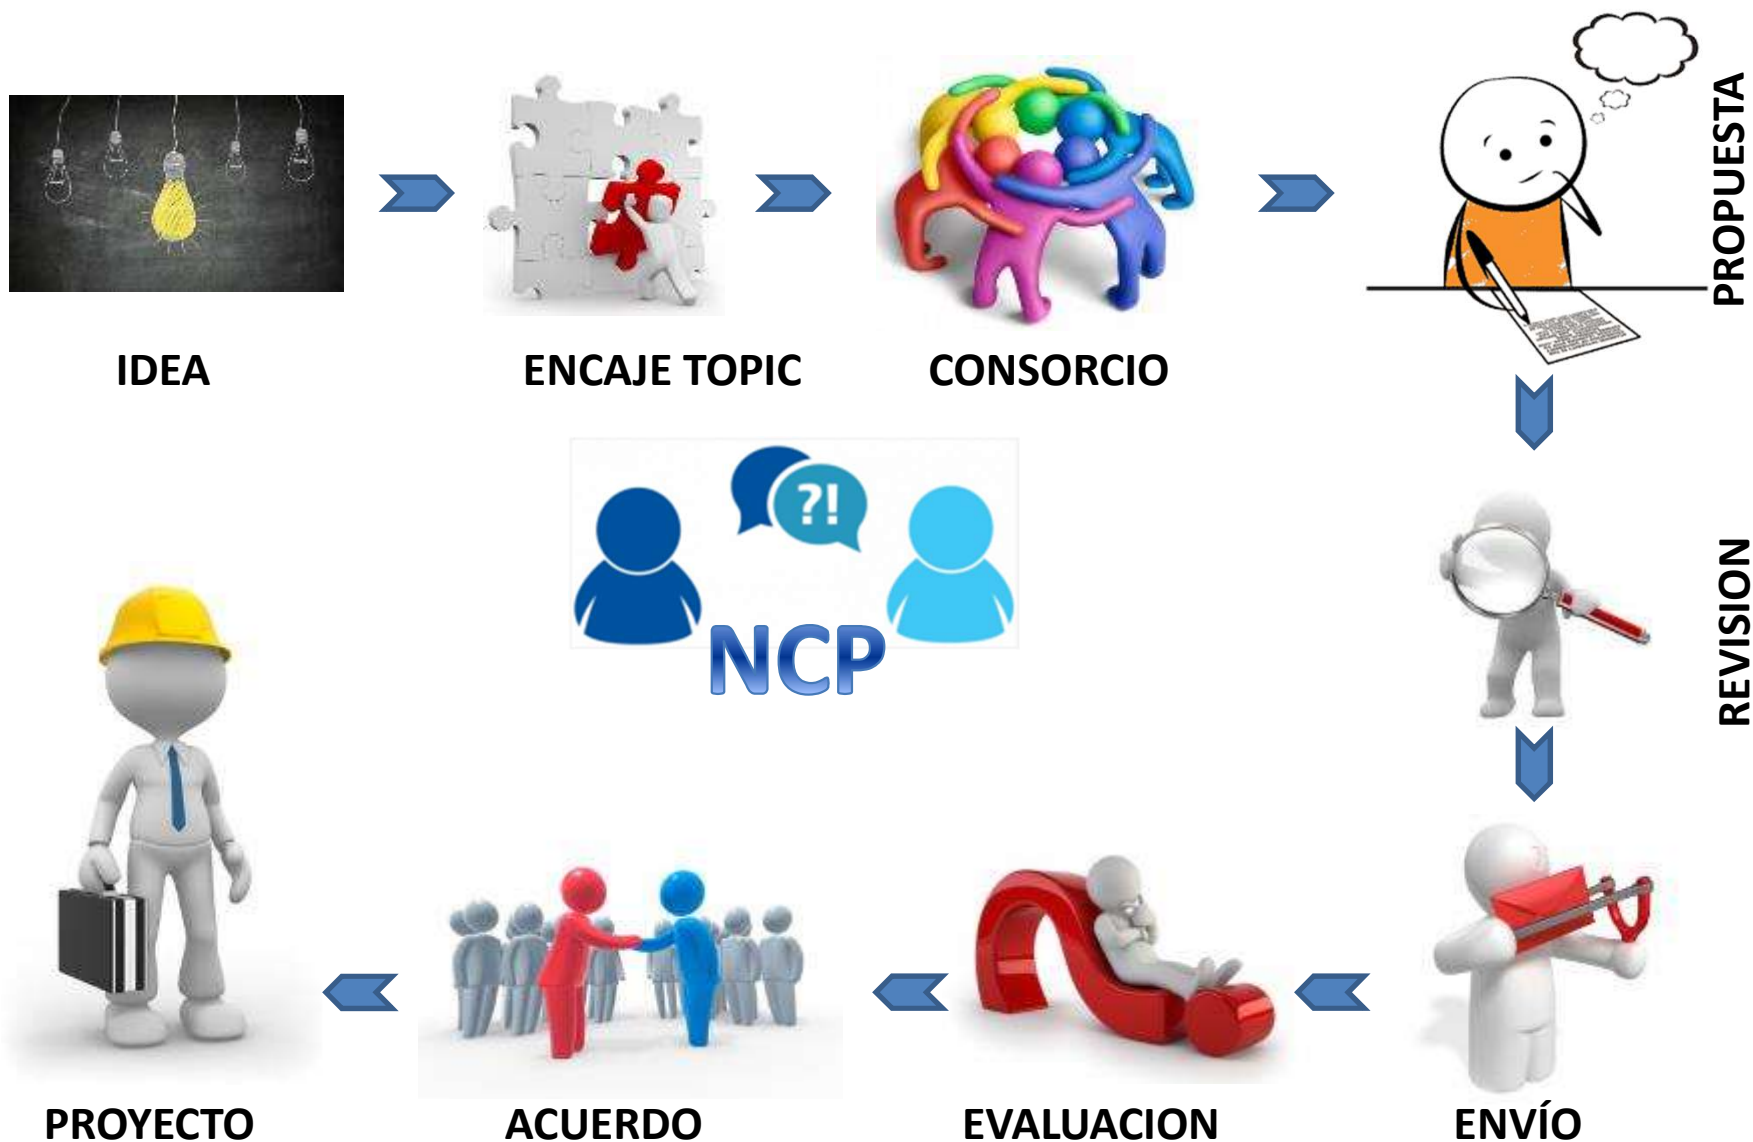 IDEA
ENCAJE TOPIC
CONSORCIO
PROPUESTA
?!
NCP
REVISION
ENVÍO
EVALUACION
ACUERDO
PROYECTO